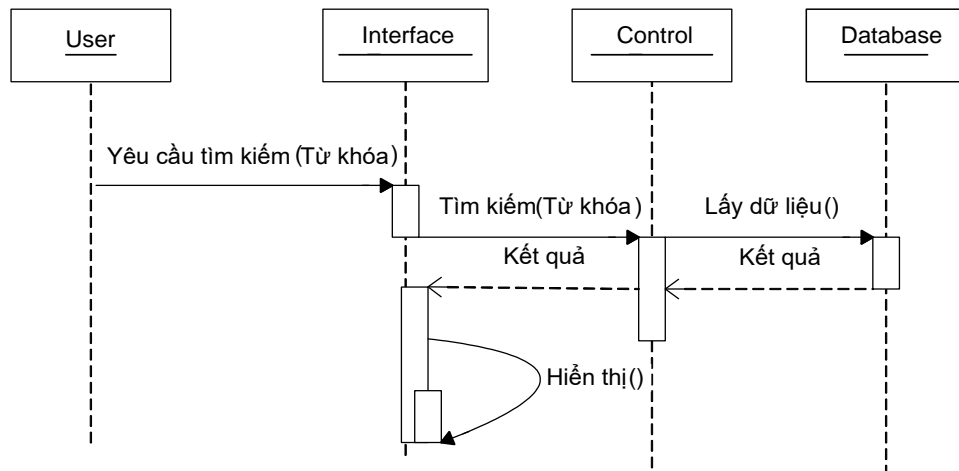 User
Interface
Control
Database
Yêu cầu tìm kiếm (Từ khóa)
Tìm kiếm(Từ khóa)
Lấy dữ liệu()
Kết quả
Kết quả
Hiển thị()